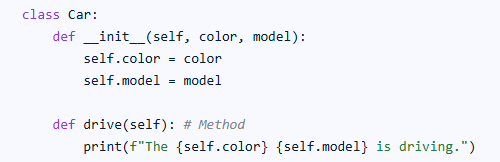 class Car:
    def __init__(self, color, model):
        self.color = color
        self.model = model

    def drive(self): # Method
        print(f"The {self.color} {self.model} is driving.")